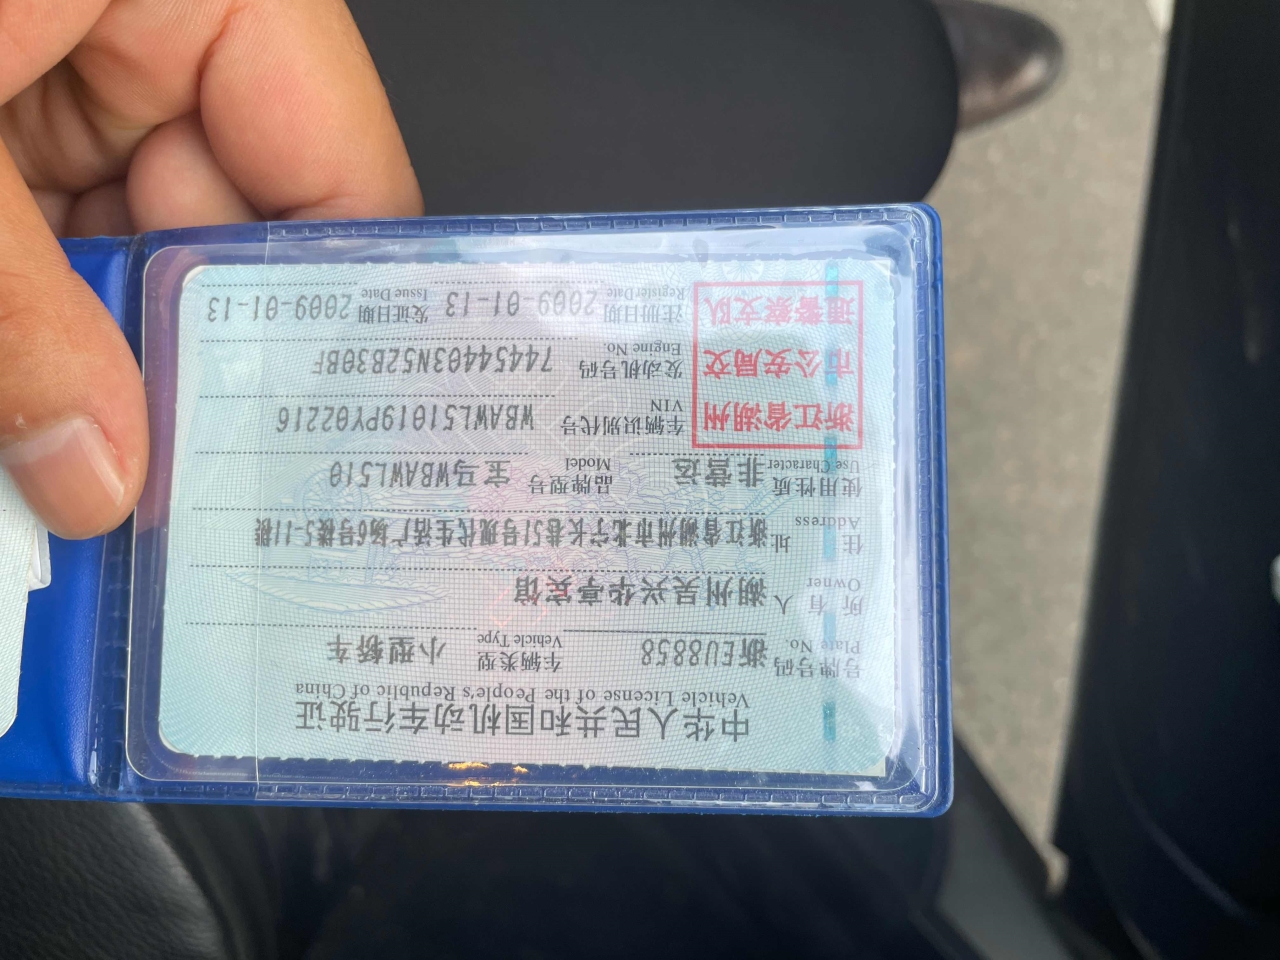 中华人民共和国机动车行驶证
Vehicle License of the People's Republic of China
号牌号码 浙EU8858 车辆类型 小型轿车
Plate No. Vehicle Type
所有人 湖州吴兴华亭宾馆
Owner
住址 浙江省湖州市北宁长巷51号现代生活广场6号楼5-11层
Address
使用性质 非营运 品牌型号 宝马WBAWL510
Use Character Model
浙江省湖州
市公安局交
通警察支队
车辆识别代号 WBAWL51019PY02216
VIN
发动机号码 74454403N52B30BF
Engine No.
注册日期 2009-01-13 发证日期 2009-01-13
Register Date Issue Date